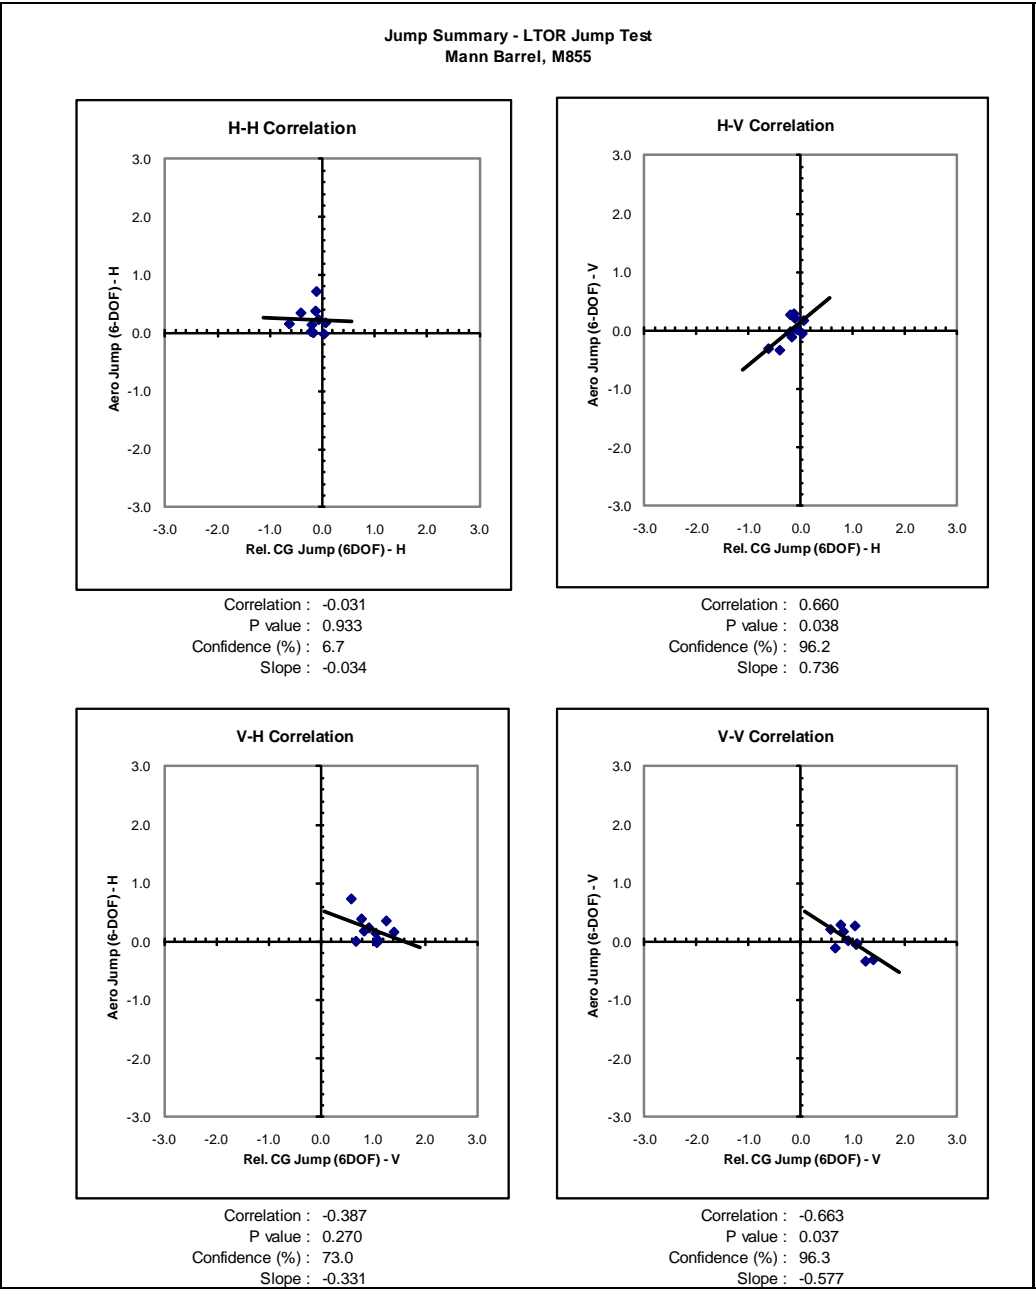 Jump Summary - LTOR Jump Test
Mann Barrel, M855
H-H Correlation
3.0
2.0
1.0
0.0
-1.0
-2.0
-3.0
Aero Jump (6-DOF) - H
-3.0 -2.0 -1.0 0.0 1.0 2.0 3.0
Rel. CG Jump (6DOF) - H
Correlation : -0.031
P value : 0.933
Confidence (%) : 6.7
Slope : -0.034
H-V Correlation
3.0
2.0
1.0
0.0
-1.0
-2.0
-3.0
Aero Jump (6-DOF) - V
-3.0 -2.0 -1.0 0.0 1.0 2.0 3.0
Rel. CG Jump (6DOF) - H
Correlation : 0.660
P value : 0.038
Confidence (%) : 96.2
Slope : 0.736
V-H Correlation
3.0
2.0
1.0
0.0
-1.0
-2.0
-3.0
Aero Jump (6-DOF) - H
-3.0 -2.0 -1.0 0.0 1.0 2.0 3.0
Rel. CG Jump (6DOF) - V
Correlation : -0.387
P value : 0.270
Confidence (%) : 73.0
Slope : -0.331
V-V Correlation
3.0
2.0
1.0
0.0
-1.0
-2.0
-3.0
Aero Jump (6-DOF) - V
-3.0 -2.0 -1.0 0.0 1.0 2.0 3.0
Rel. CG Jump (6DOF) - V
Correlation : -0.663
P value : 0.037
Confidence (%) : 96.3
Slope : -0.577